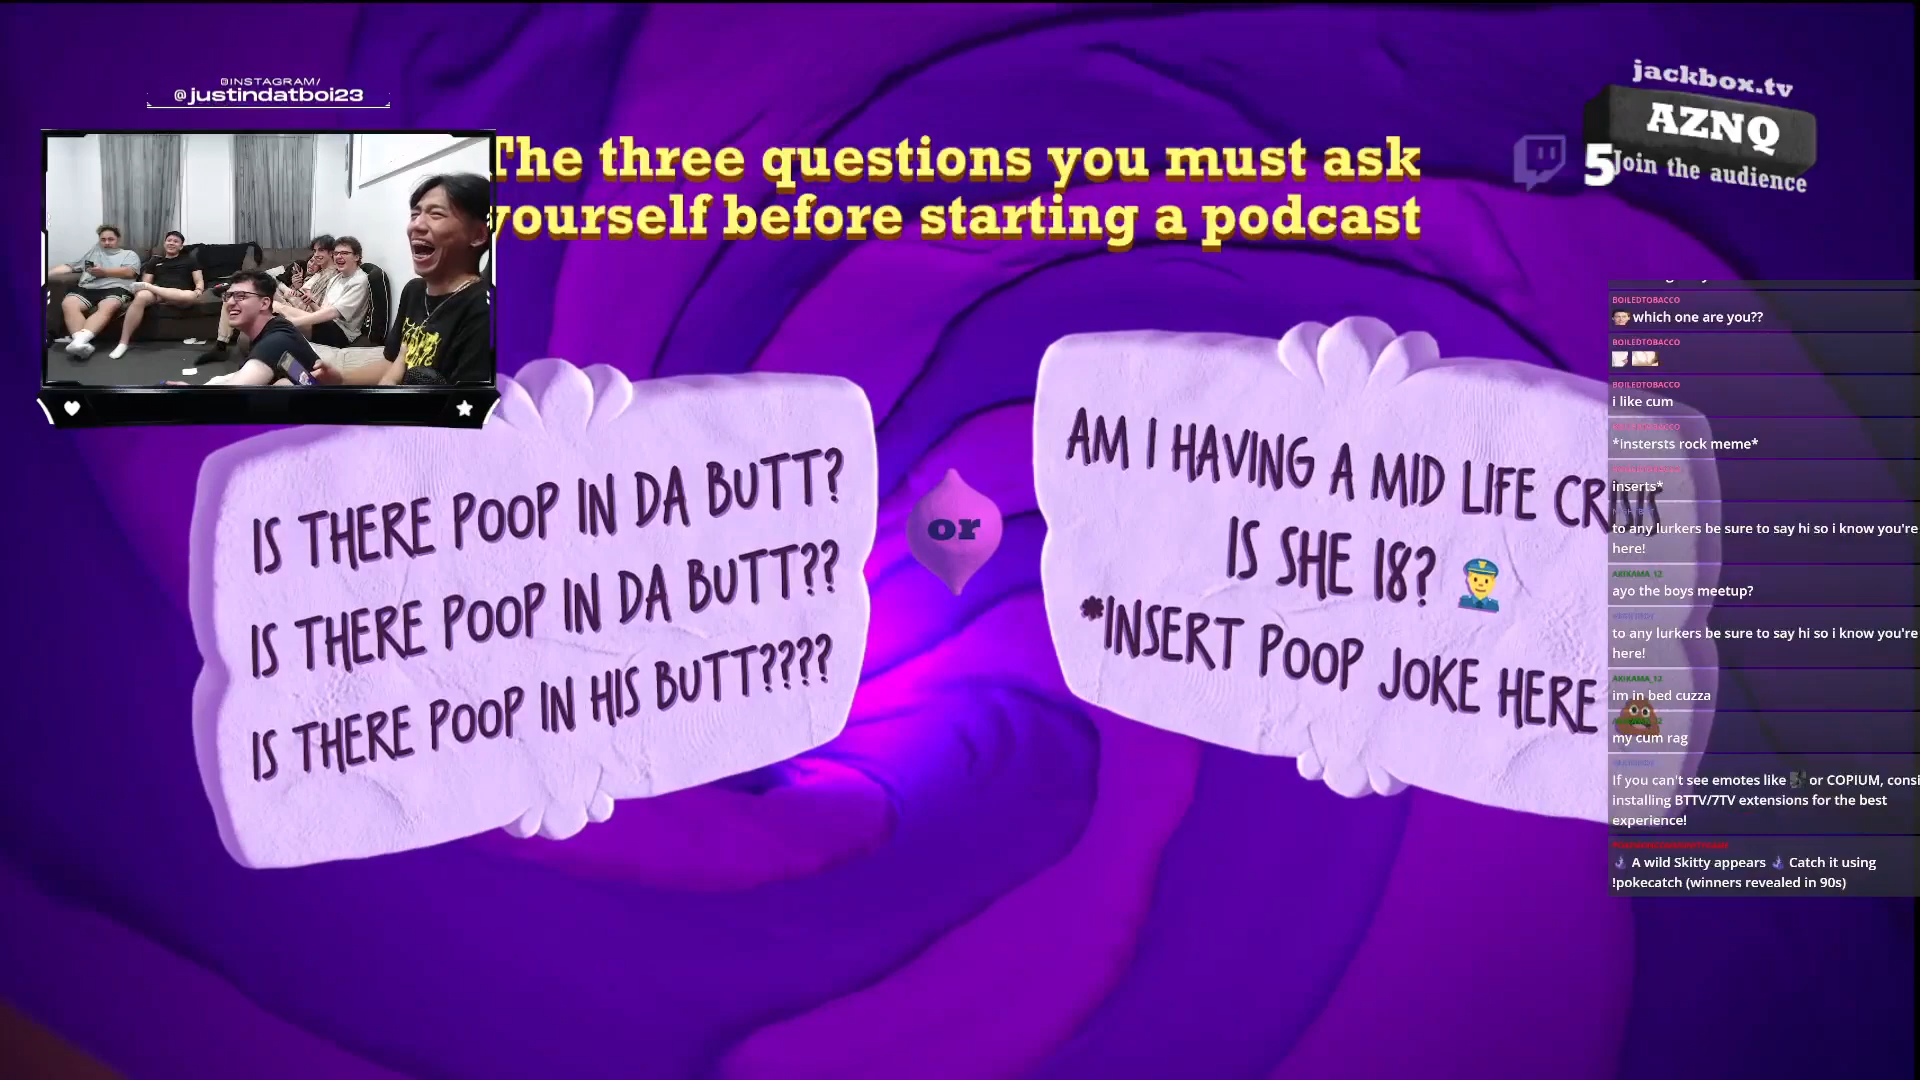 @INSTAGRAM/
@justindatboi23
The three questions you must ask
yourself before starting a podcast
jackbox.tv
AZNQ
5
Join the audience
IS THERE POOP IN DA BUTT?
IS THERE POOP IN DA BUTT??
IS THERE POOP IN HIS BUTT????
or
AM I HAVING A MID LIFE
IS SHE 18?
*INSERT POOP JOKE HERE
BOILEDTOBACCO
which one are you??
BOILEDTOBACCO
BOILEDTOBACCO
i like cum
*instersts rock meme*
inserts*
to any lurkers be sure to say hi so i know you're
here!
AKIKAMA_12
ayo the boys meetup?
to any lurkers be sure to say hi so i know you're
here!
AKIKAMA_12
im in bed cuzza
my cum rag
If you can't see emotes like or COPIUM, consi
installing BTTV/7TV extensions for the best
experience!
A wild Skitty appears Catch it using
!pokecatch (winners revealed in 90s)